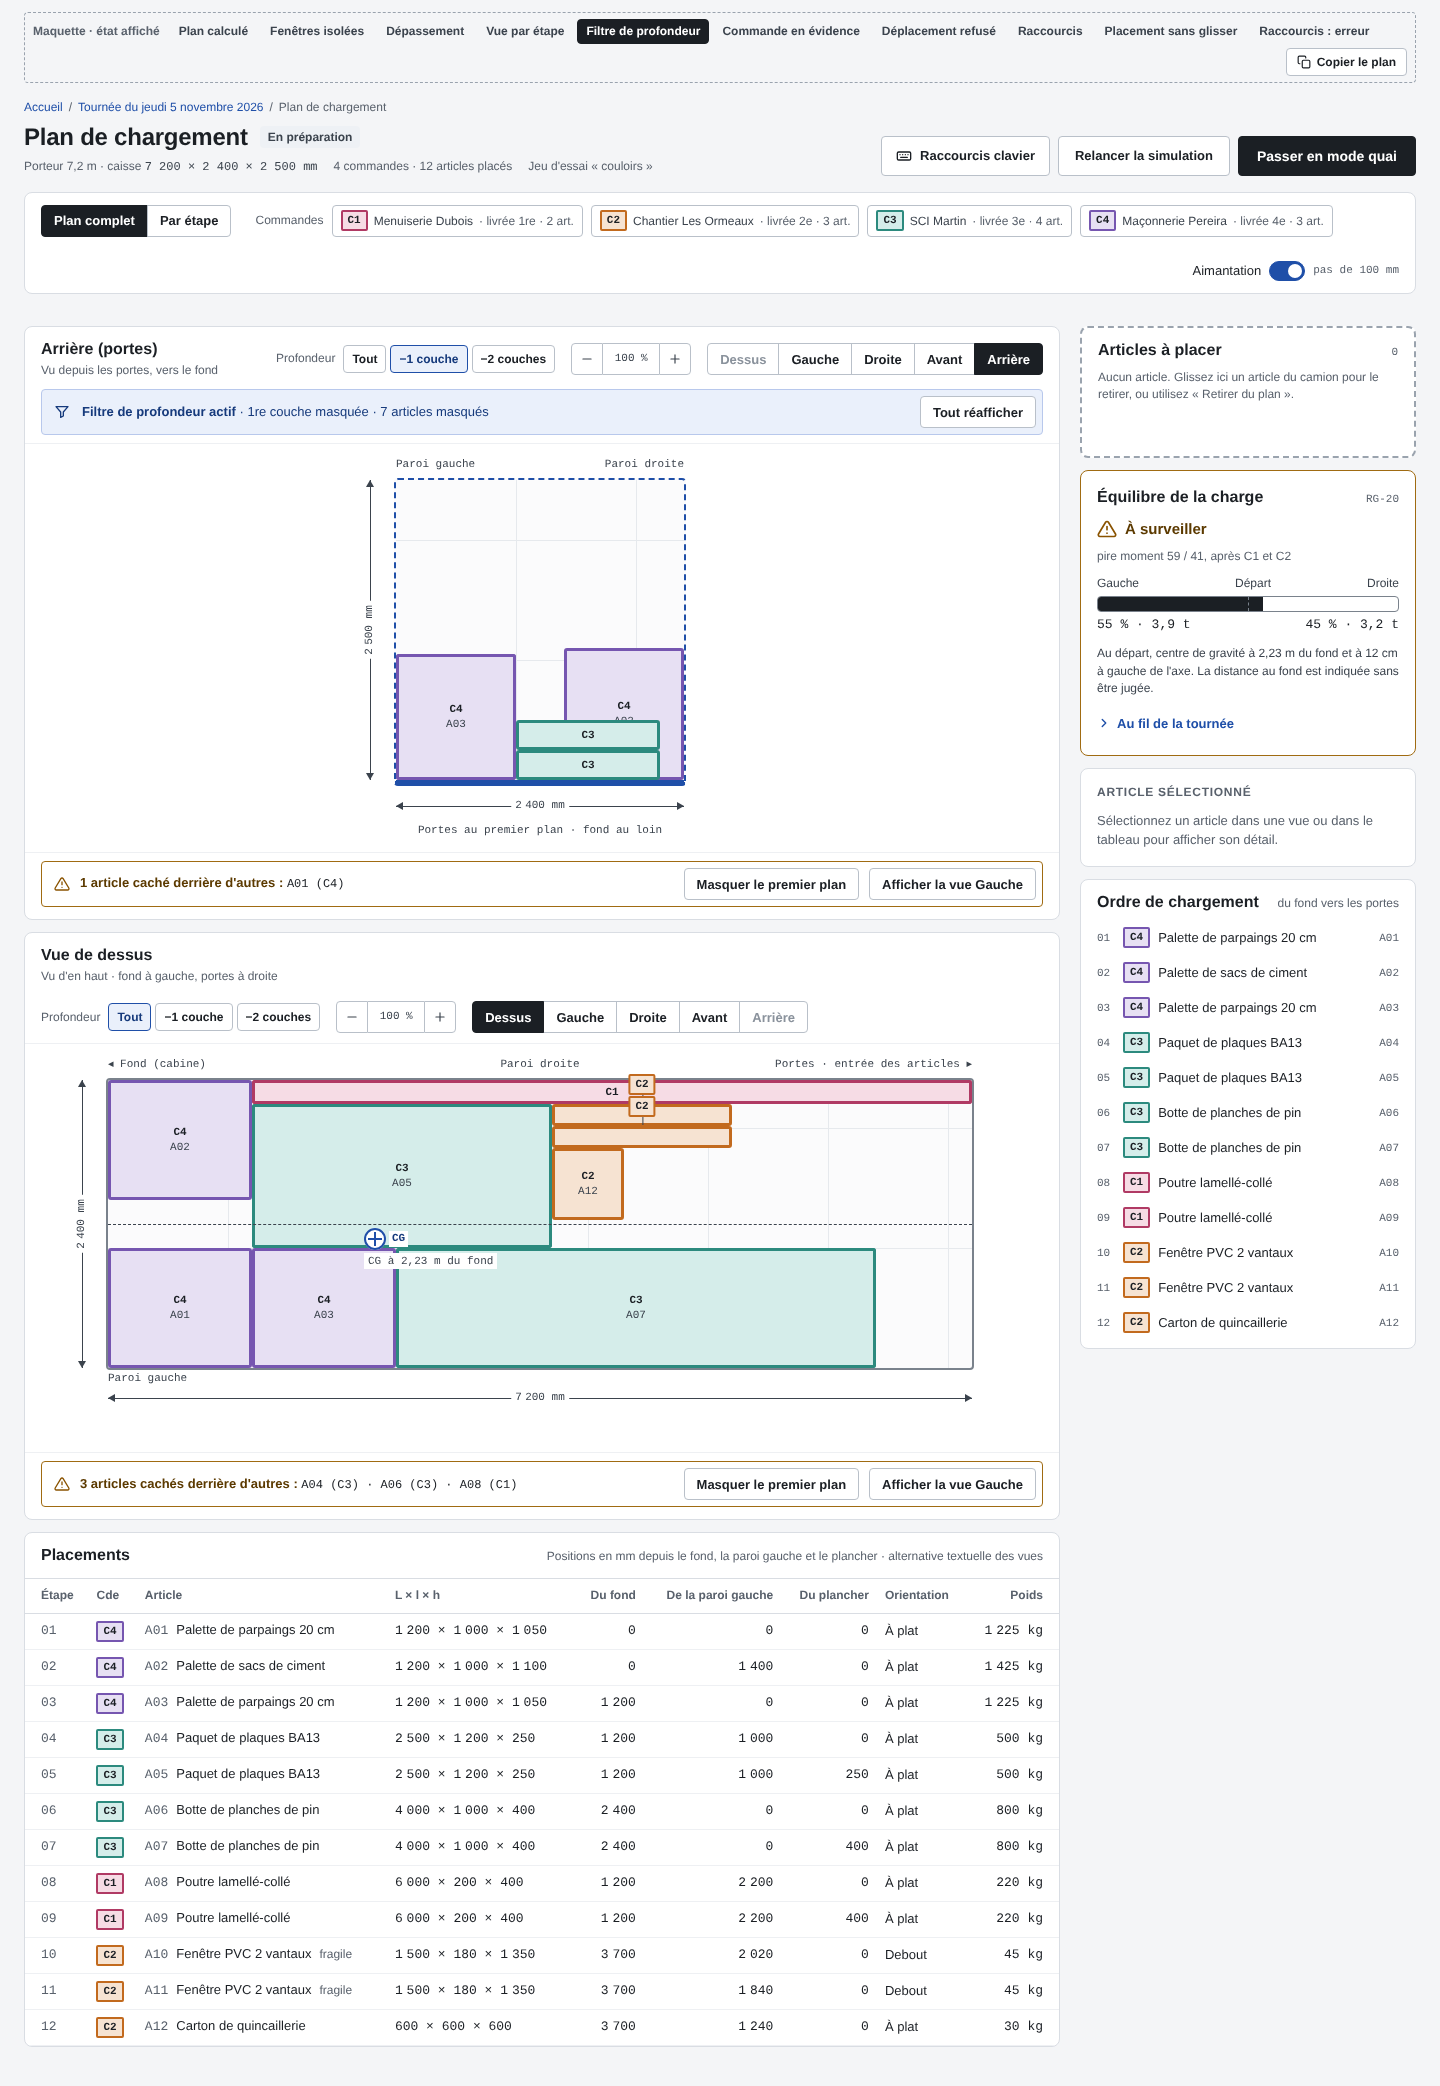 Maquette · état affiché Plan calculé Fenêtres isolées Dépassement Vue par étape Filtre de profondeur Commande en évidence Déplacement refusé Raccourcis Placement sans glisser Raccourcis : erreur
Copier le plan
Accueil / Tournée du jeudi 5 novembre 2026 / Plan de chargement
Plan de chargement En préparation
Porteur 7,2 m · caisse 7 200 × 2 400 × 2 500 mm 4 commandes · 12 articles placés Jeu d'essai « couloirs »
Raccourcis clavier Relancer la simulation Passer en mode quai
Plan complet Par étape Commandes C1 Menuiserie Dubois · livrée 1re · 2 art. C2 Chantier Les Ormeaux · livrée 2e · 3 art. C3 SCI Martin · livrée 3e · 4 art. C4 Maçonnerie Pereira · livrée 4e · 3 art.
Aimantation pas de 100 mm
Arrière (portes)
Vu depuis les portes, vers le fond
Profondeur Tout −1 couche −2 couches − 100 % + Dessus Gauche Droite Avant Arrière
Filtre de profondeur actif · 1re couche masquée · 7 articles masqués Tout réafficher
Paroi gauche Paroi droite
2 500 mm
C4
A03
C4
C3
C3
2 400 mm
Portes au premier plan · fond au loin
1 article caché derrière d'autres : A01 (C4) Masquer le premier plan Afficher la vue Gauche
Vue de dessus
Vu d'en haut · fond à gauche, portes à droite
Profondeur Tout −1 couche −2 couches − 100 % + Dessus Gauche Droite Avant Arrière
◂ Fond (cabine) Paroi droite Portes · entrée des articles ▸
2 400 mm
C1
C2
C2
C4
A02
C3
A05
C2
A12
CG
CG à 2,23 m du fond
C4
A01
C4
A03
C3
A07
Paroi gauche
7 200 mm
3 articles cachés derrière d'autres : A04 (C3) · A06 (C3) · A08 (C1) Masquer le premier plan Afficher la vue Gauche
Placements Positions en mm depuis le fond, la paroi gauche et le plancher · alternative textuelle des vues
Étape Cde Article L × l × h Du fond De la paroi gauche Du plancher Orientation Poids
01 C4 A01 Palette de parpaings 20 cm 1 200 × 1 000 × 1 050 0 0 0 À plat 1 225 kg
02 C4 A02 Palette de sacs de ciment 1 200 × 1 000 × 1 100 0 1 400 0 À plat 1 425 kg
03 C4 A03 Palette de parpaings 20 cm 1 200 × 1 000 × 1 050 1 200 0 0 À plat 1 225 kg
04 C3 A04 Paquet de plaques BA13 2 500 × 1 200 × 250 1 200 1 000 0 À plat 500 kg
05 C3 A05 Paquet de plaques BA13 2 500 × 1 200 × 250 1 200 1 000 250 À plat 500 kg
06 C3 A06 Botte de planches de pin 4 000 × 1 000 × 400 2 400 0 0 À plat 800 kg
07 C3 A07 Botte de planches de pin 4 000 × 1 000 × 400 2 400 0 400 À plat 800 kg
08 C1 A08 Poutre lamellé-collé 6 000 × 200 × 400 1 200 2 200 0 À plat 220 kg
09 C1 A09 Poutre lamellé-collé 6 000 × 200 × 400 1 200 2 200 400 À plat 220 kg
10 C2 A10 Fenêtre PVC 2 vantaux fragile 1 500 × 180 × 1 350 3 700 2 020 0 Debout 45 kg
11 C2 A11 Fenêtre PVC 2 vantaux fragile 1 500 × 180 × 1 350 3 700 1 840 0 Debout 45 kg
12 C2 A12 Carton de quincaillerie 600 × 600 × 600 3 700 1 240 0 À plat 30 kg
Articles à placer 0
Aucun article. Glissez ici un article du camion pour le
retirer, ou utilisez « Retirer du plan ».
Équilibre de la charge RG-20
À surveiller
pire moment 59 / 41, après C1 et C2
Gauche Départ Droite
55 % · 3,9 t 45 % · 3,2 t
Au départ, centre de gravité à 2,23 m du fond et à 12 cm
à gauche de l'axe. La distance au fond est indiquée sans
être jugée.
Au fil de la tournée
ARTICLE SÉLECTIONNÉ
Sélectionnez un article dans une vue ou dans le
tableau pour afficher son détail.
Ordre de chargement du fond vers les portes
01 C4 Palette de parpaings 20 cm A01
02 C4 Palette de sacs de ciment A02
03 C4 Palette de parpaings 20 cm A03
04 C3 Paquet de plaques BA13 A04
05 C3 Paquet de plaques BA13 A05
06 C3 Botte de planches de pin A06
07 C3 Botte de planches de pin A07
08 C1 Poutre lamellé-collé A08
09 C1 Poutre lamellé-collé A09
10 C2 Fenêtre PVC 2 vantaux A10
11 C2 Fenêtre PVC 2 vantaux A11
12 C2 Carton de quincaillerie A12